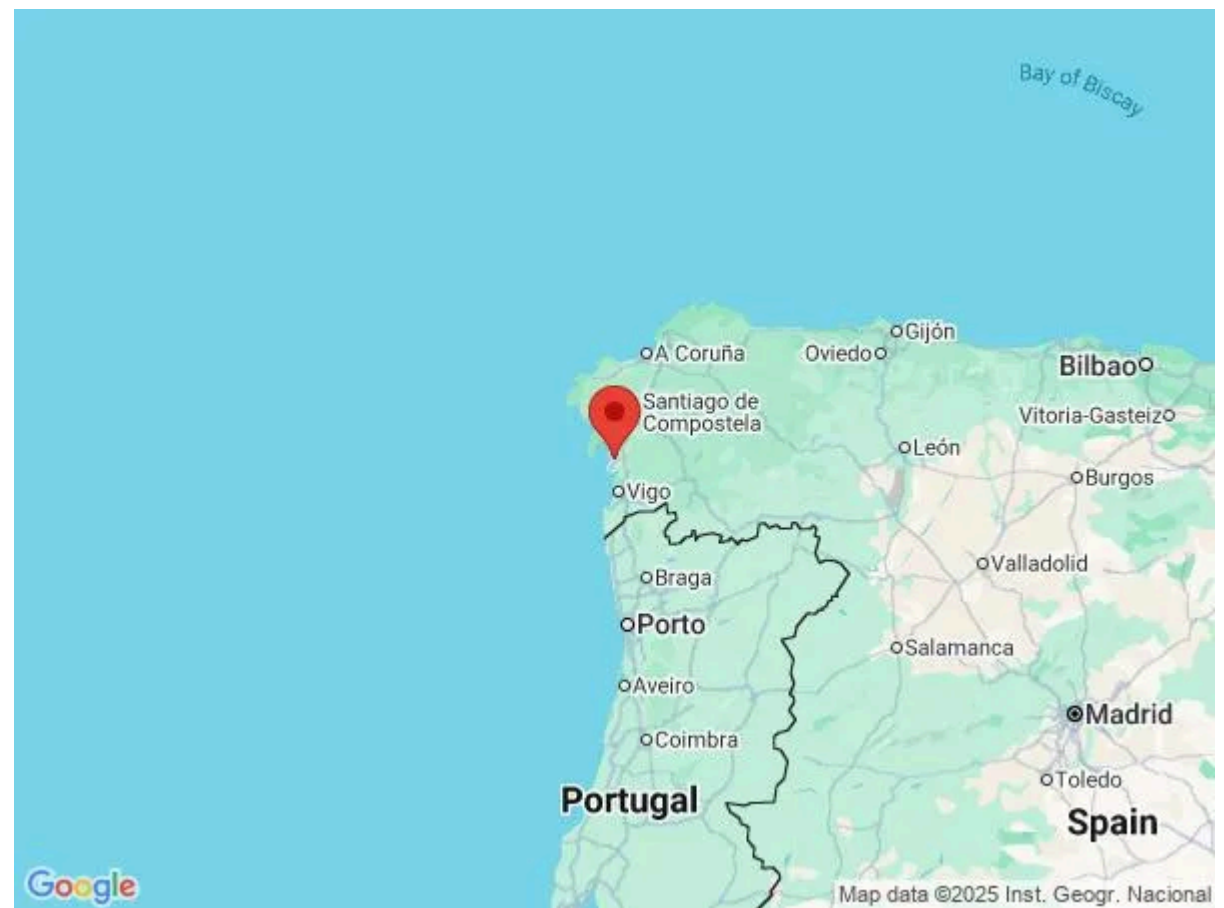 Bay of Biscay
Gijón
A Coruña
Oviedo
Bilbao
Santiago de
Compostela
Vitoria-Gasteiz
León
Burgos
Vigo
Valladolid
Braga
Porto
Salamanca
Aveiro
Madrid
Coimbra
Toledo
Portugal
Spain
Google
Map data ©2025 Inst. Geogr. Nacional